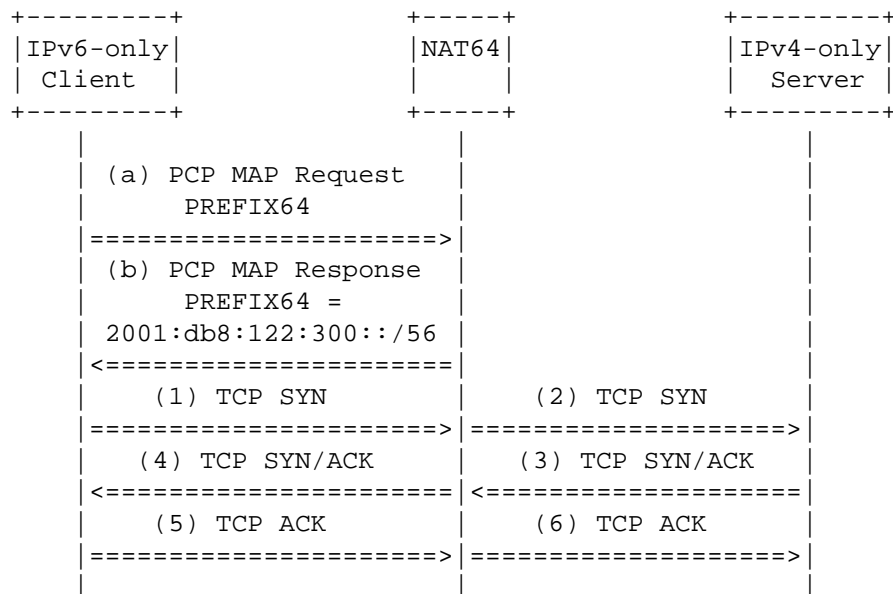 +---------+ +-----+ +---------+
|IPv6-only| |NAT64| |IPv4-only|
| Client | | | | Server |
+---------+ +-----+ +---------+
| | |
| (a) PCP MAP Request | |
| PREFIX64 | |
|======================>| |
| (b) PCP MAP Response | |
| PREFIX64 = | |
| 2001:db8:122:300::/56 | |
|<======================| |
| (1) TCP SYN | (2) TCP SYN |
|======================>|====================>|
| (4) TCP SYN/ACK | (3) TCP SYN/ACK |
|<======================|<====================|
| (5) TCP ACK | (6) TCP ACK |
|======================>|====================>|
| | |